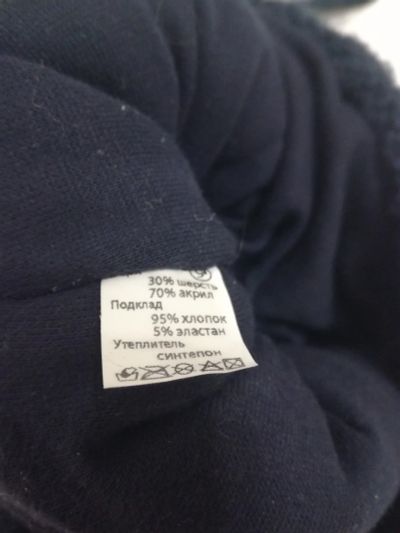 30% шерсть
70% акрил
Подклад
95% хлопок
5% эластан
Утеплитель
синтепон